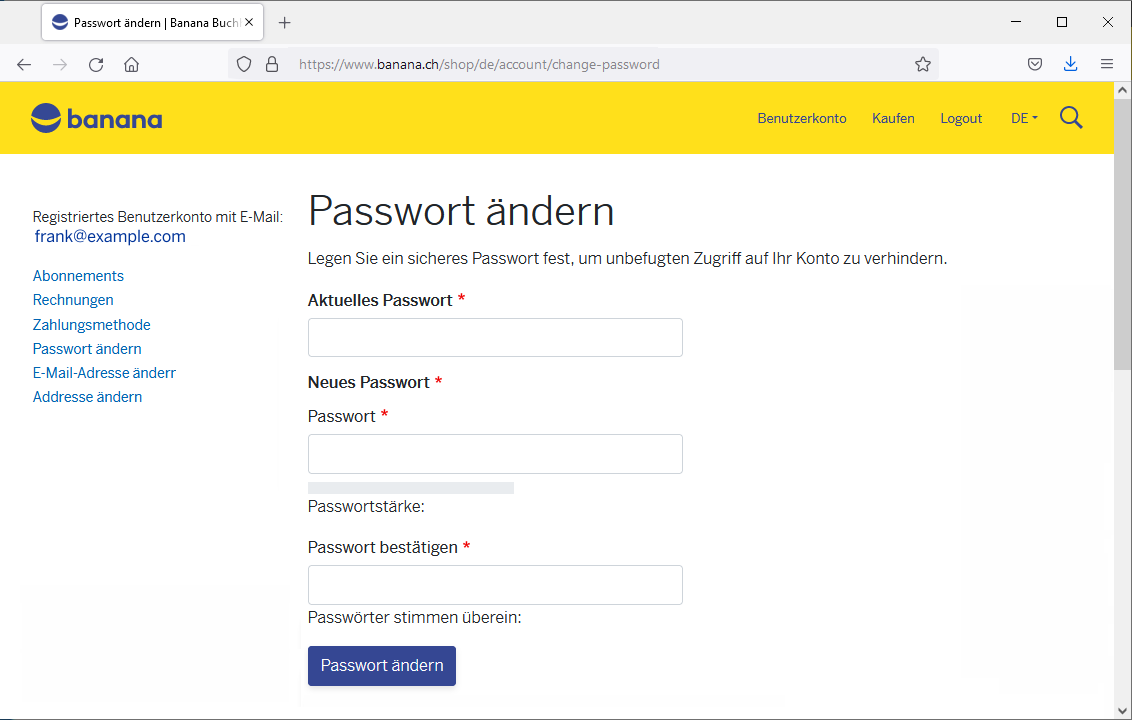 Passwort ändern | Banana Buchl
https://www.banana.ch/shop/de/account/change-password
banana
Benutzerkonto Kaufen Logout DE
Registriertes Benutzerkonto mit E-Mail:
frank@example.com
Abonnements
Rechnungen
Zahlungsmethode
Passwort ändern
E-Mail-Adresse änderr
Addresse ändern
Passwort ändern
Legen Sie ein sicheres Passwort fest, um unbefugten Zugriff auf Ihr Konto zu verhindern.
Aktuelles Passwort *
Neues Passwort *
Passwort *
Passwortstärke:
Passwort bestätigen *
Passwörter stimmen überein:
Passwort ändern